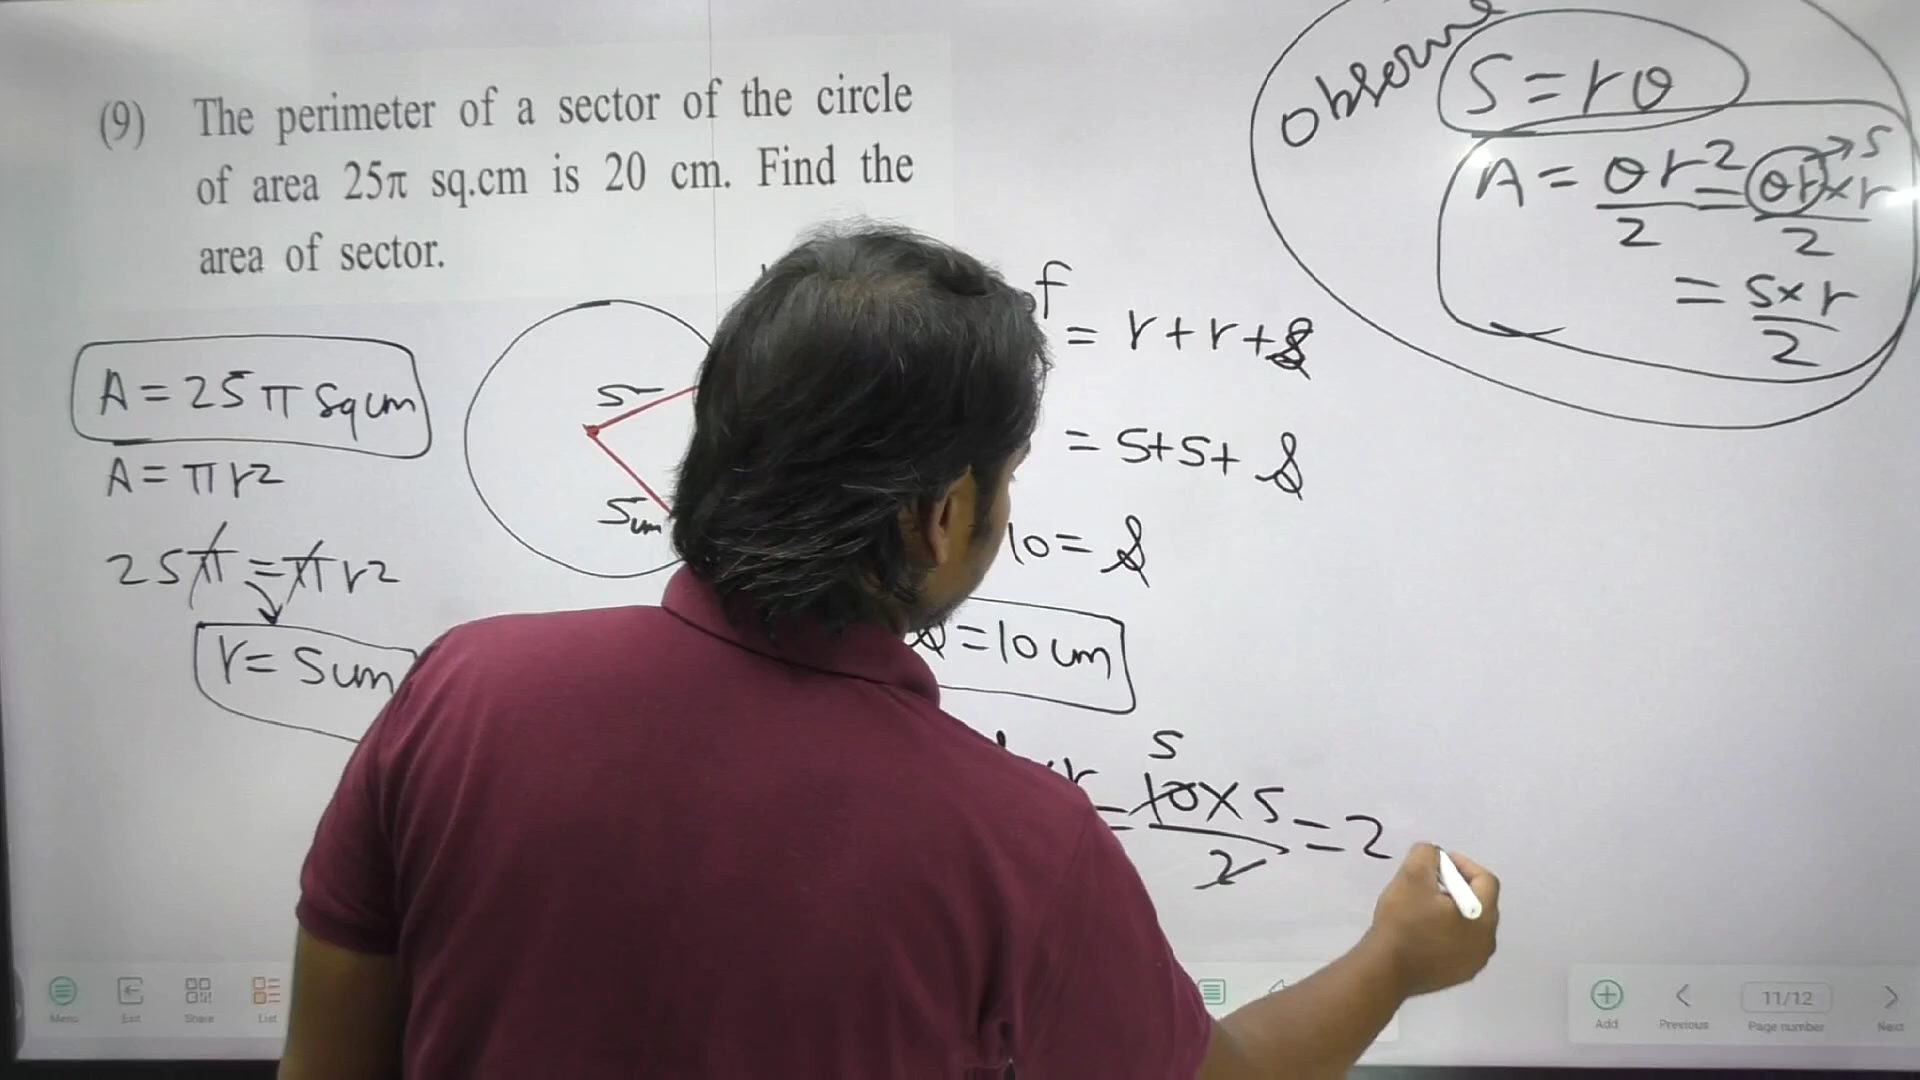 (9) The perimeter of a sector of the circle
of area 25π sq.cm is 20 cm. Find the
area of sector.
Observe
S = rθ
A = θr²/2 = θr×r/2 → S
= S×r/2
A = 25π sqcm
A = πr²
25π = πr²
r = 5cm
5
5cm
f
= r + r + S
= 5+5+ S
10 = S
S = 10 cm
r = 10×5/2 = 2
5
Menu
Exit
Share
List
Add
Previous
11/12
Page number
Next